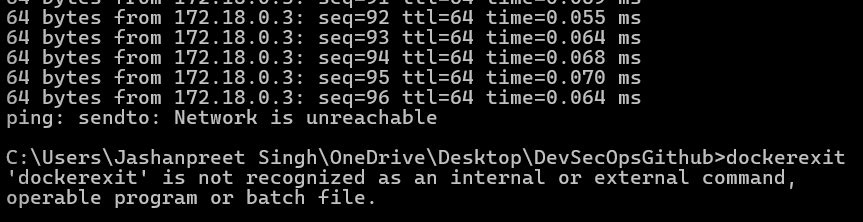 64 bytes from 172.18.0.3: seq=92 ttl=64 time=0.055 ms
64 bytes from 172.18.0.3: seq=93 ttl=64 time=0.064 ms
64 bytes from 172.18.0.3: seq=94 ttl=64 time=0.068 ms
64 bytes from 172.18.0.3: seq=95 ttl=64 time=0.070 ms
64 bytes from 172.18.0.3: seq=96 ttl=64 time=0.064 ms
ping: sendto: Network is unreachable
C:\Users\Jashanpreet Singh\OneDrive\Desktop\DevSecOpsGithub>dockerexit
'dockerexit' is not recognized as an internal or external command,
operable program or batch file.